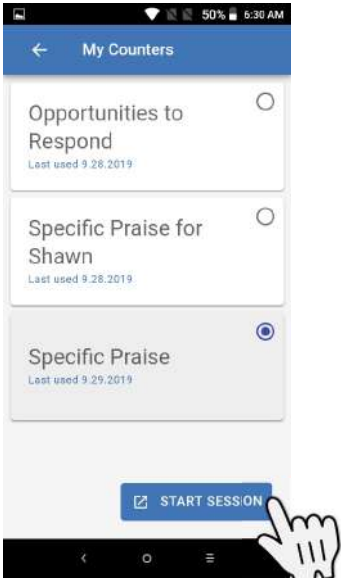 50% 6:30 AM
My Counters
Opportunities to
Respond
Last used 9.28.2019
Specific Praise for
Shawn
Last used 9.28.2019
Specific Praise
Last used 9.29.2019
START SESSION